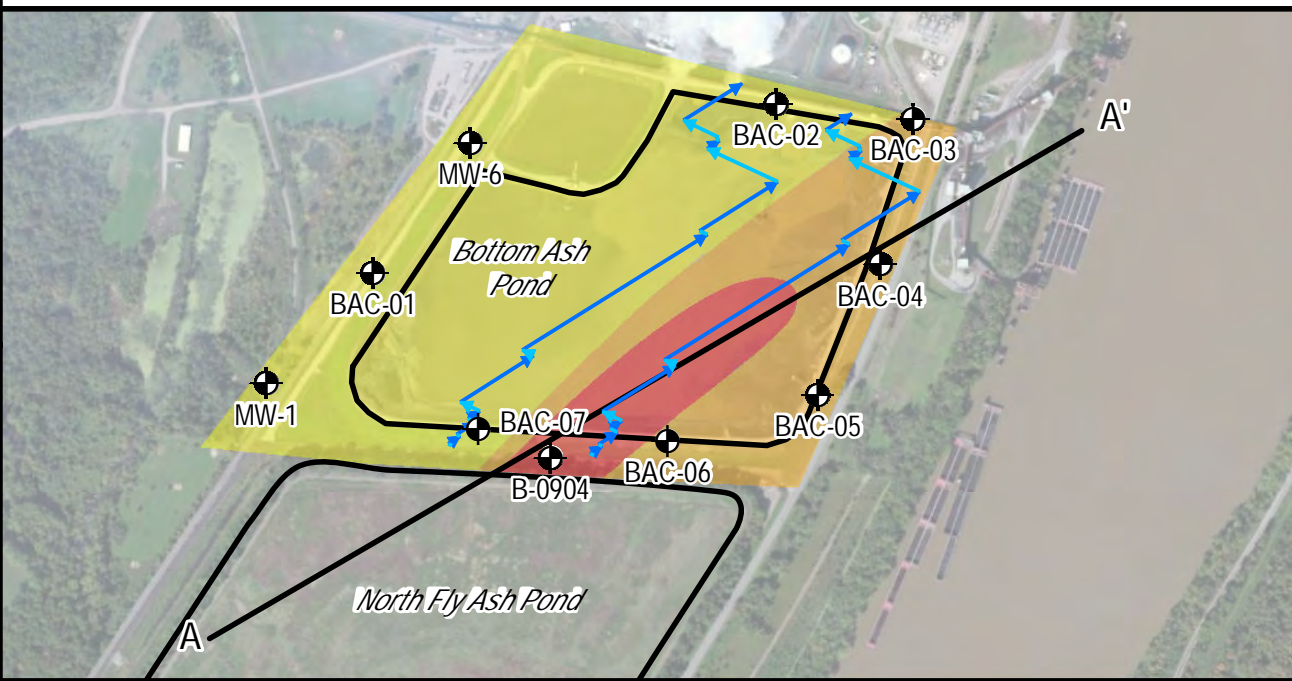 A'
BAC-02
BAC-03
MW-6
Bottom Ash
Pond
BAC-01
BAC-04
MW-1
BAC-07
BAC-05
BAC-06
B-0904
North Fly Ash Pond
A